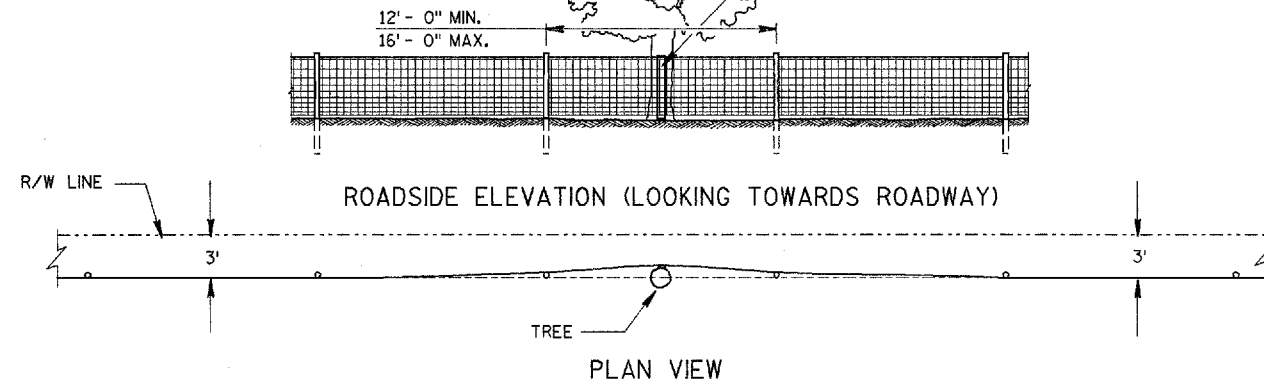 12'- 0" MIN.
16'- 0" MAX.
ROADSIDE ELEVATION (LOOKING TOWARDS ROADWAY)
R/W LINE
3'
3'
TREE
PLAN VIEW